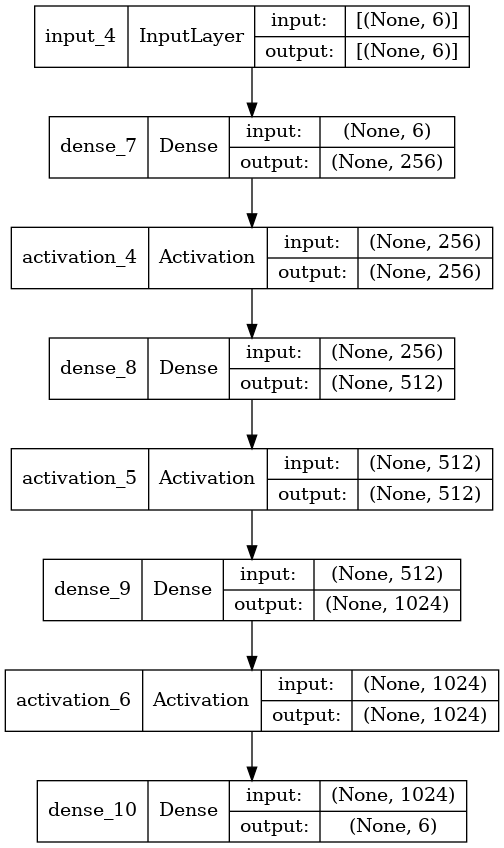 input_4 InputLayer input: [(None, 6)]
output: [(None, 6)]
dense_7 Dense input: (None, 6)
output: (None, 256)
activation_4 Activation input: (None, 256)
output: (None, 256)
dense_8 Dense input: (None, 256)
output: (None, 512)
activation_5 Activation input: (None, 512)
output: (None, 512)
dense_9 Dense input: (None, 512)
output: (None, 1024)
activation_6 Activation input: (None, 1024)
output: (None, 1024)
dense_10 Dense input: (None, 1024)
output: (None, 6)